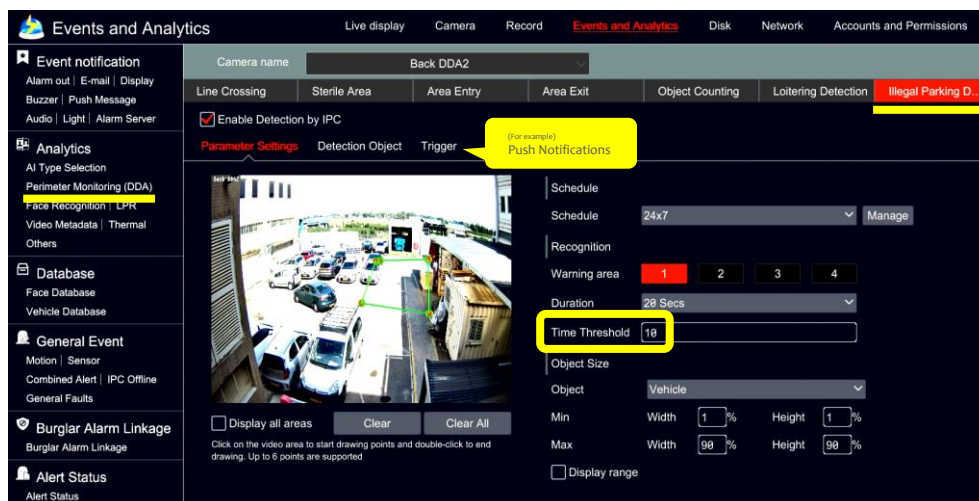 Events and Analytics
Live display Camera Record Events and Analytics Disk Network Accounts and Permissions
Event notification
Alarm out | E-mail | Display
Buzzer | Push Message
Audio | Light | Alarm Server
Analytics
AI Type Selection
Perimeter Monitoring (DDA)
Face Recognition | LPR
Video Metadata | Thermal
Others
Database
Face Database
Vehicle Database
General Event
Motion | Sensor
Combined Alert | IPC Offline
General Faults
Burglar Alarm Linkage
Burglar Alarm Linkage
Alert Status
Alert Status
Camera name Back DDA2
Line Crossing Sterile Area Area Entry Area Exit Object Counting Loitering Detection Illegal Parking D...
Enable Detection by IPC
Parameter Settings Detection Object Trigger
(For example)
Push Notifications
Back DDA2
Display all areas Clear Clear All
Click on the video area to start drawing points and double-click to end
drawing. Up to 6 points are supported
Schedule
Schedule 24x7 Manage
Recognition
Warning area 1 2 3 4
Duration 20 Secs
Time Threshold 10
Object Size
Object Vehicle
Min Width 1 % Height 1 %
Max Width 90 % Height 90 %
Display range